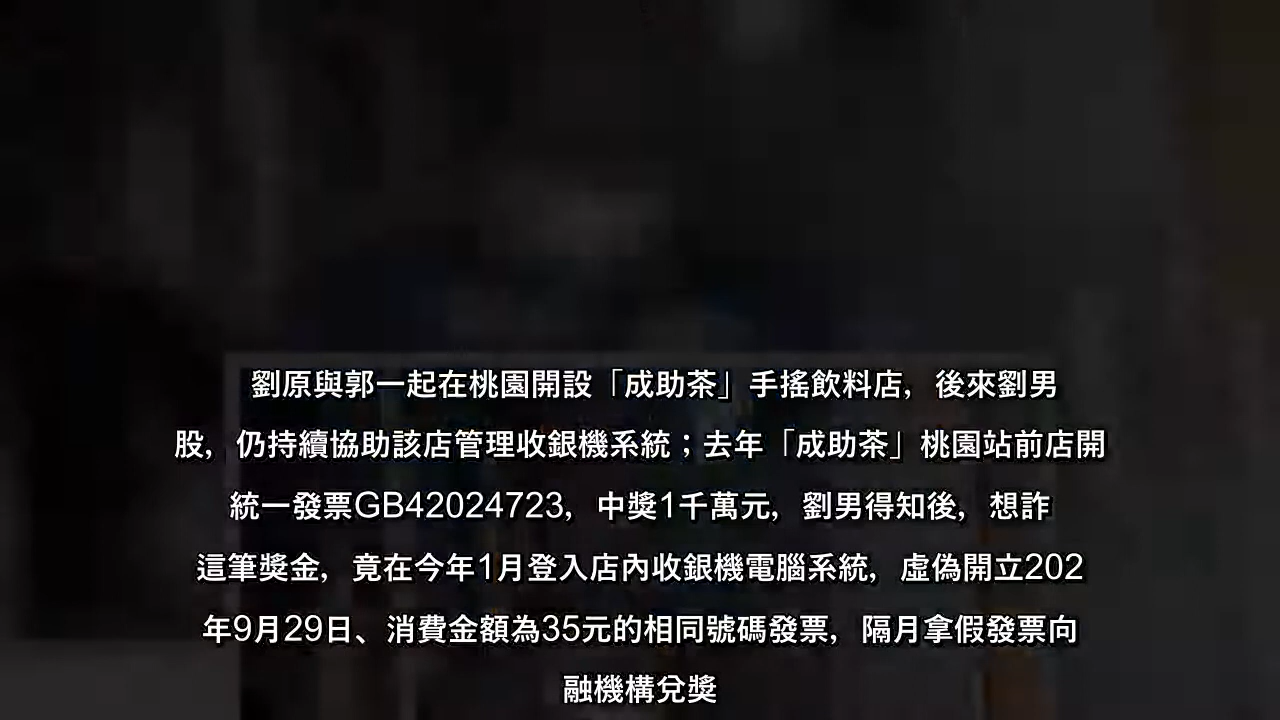 劉原與郭一起在桃園開設「成助茶」手搖飲料店，後來劉男
股，仍持續協助該店管理收銀機系統；去年「成助茶」桃園站前店開
統一發票GB42024723，中獎1千萬元，劉男得知後，想詐
這筆獎金，竟在今年1月登入店內收銀機電腦系統，虛偽開立202
年9月29日、消費金額為35元的相同號碼發票，隔月拿假發票向
融機構兌獎